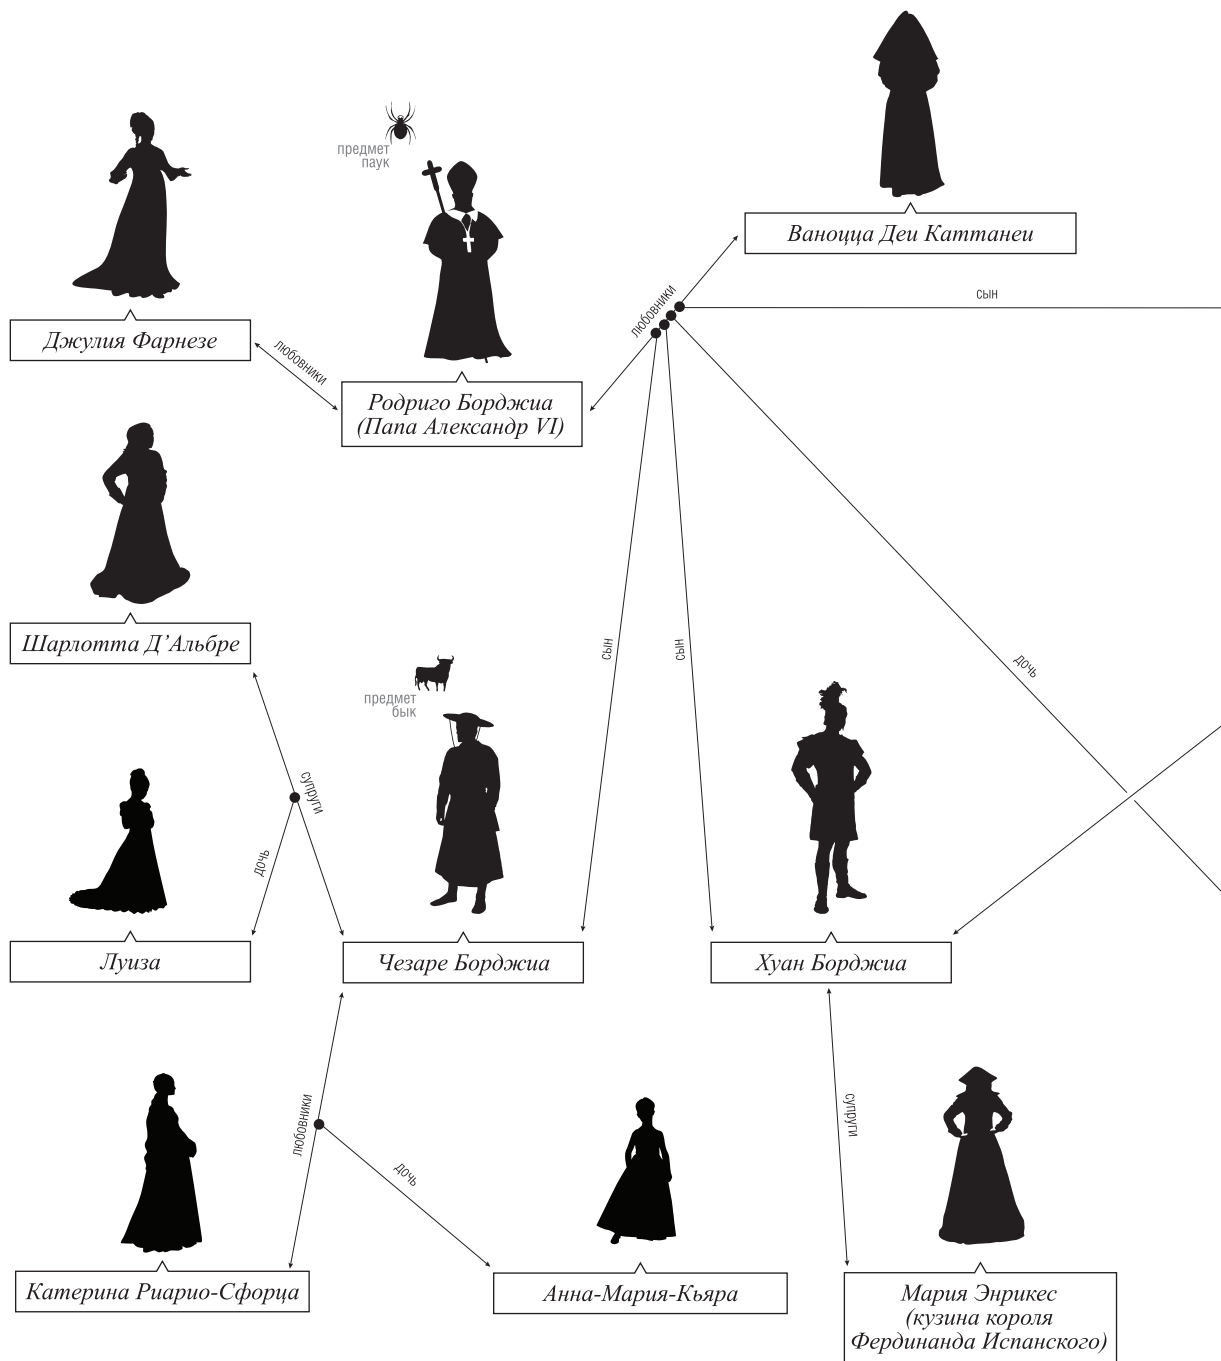 предмет
паук
Ваноцца Деи Каттанеи
любовники
сын
Джулия Фарнезе
любовники
Родриго Борджиа
(Папа Александр VI)
Шарлотта Д’Альбре
сын
сын
дочь
предмет
бык
супруги
дочь
Луиза
Чезаре Борджиа
Хуан Борджиа
любовники
дочь
супруги
Катерина Риарио-Сфорца
Анна-Мария-Кьяра
Мария Энрикес
(кузина короля
Фердинанда Испанского)